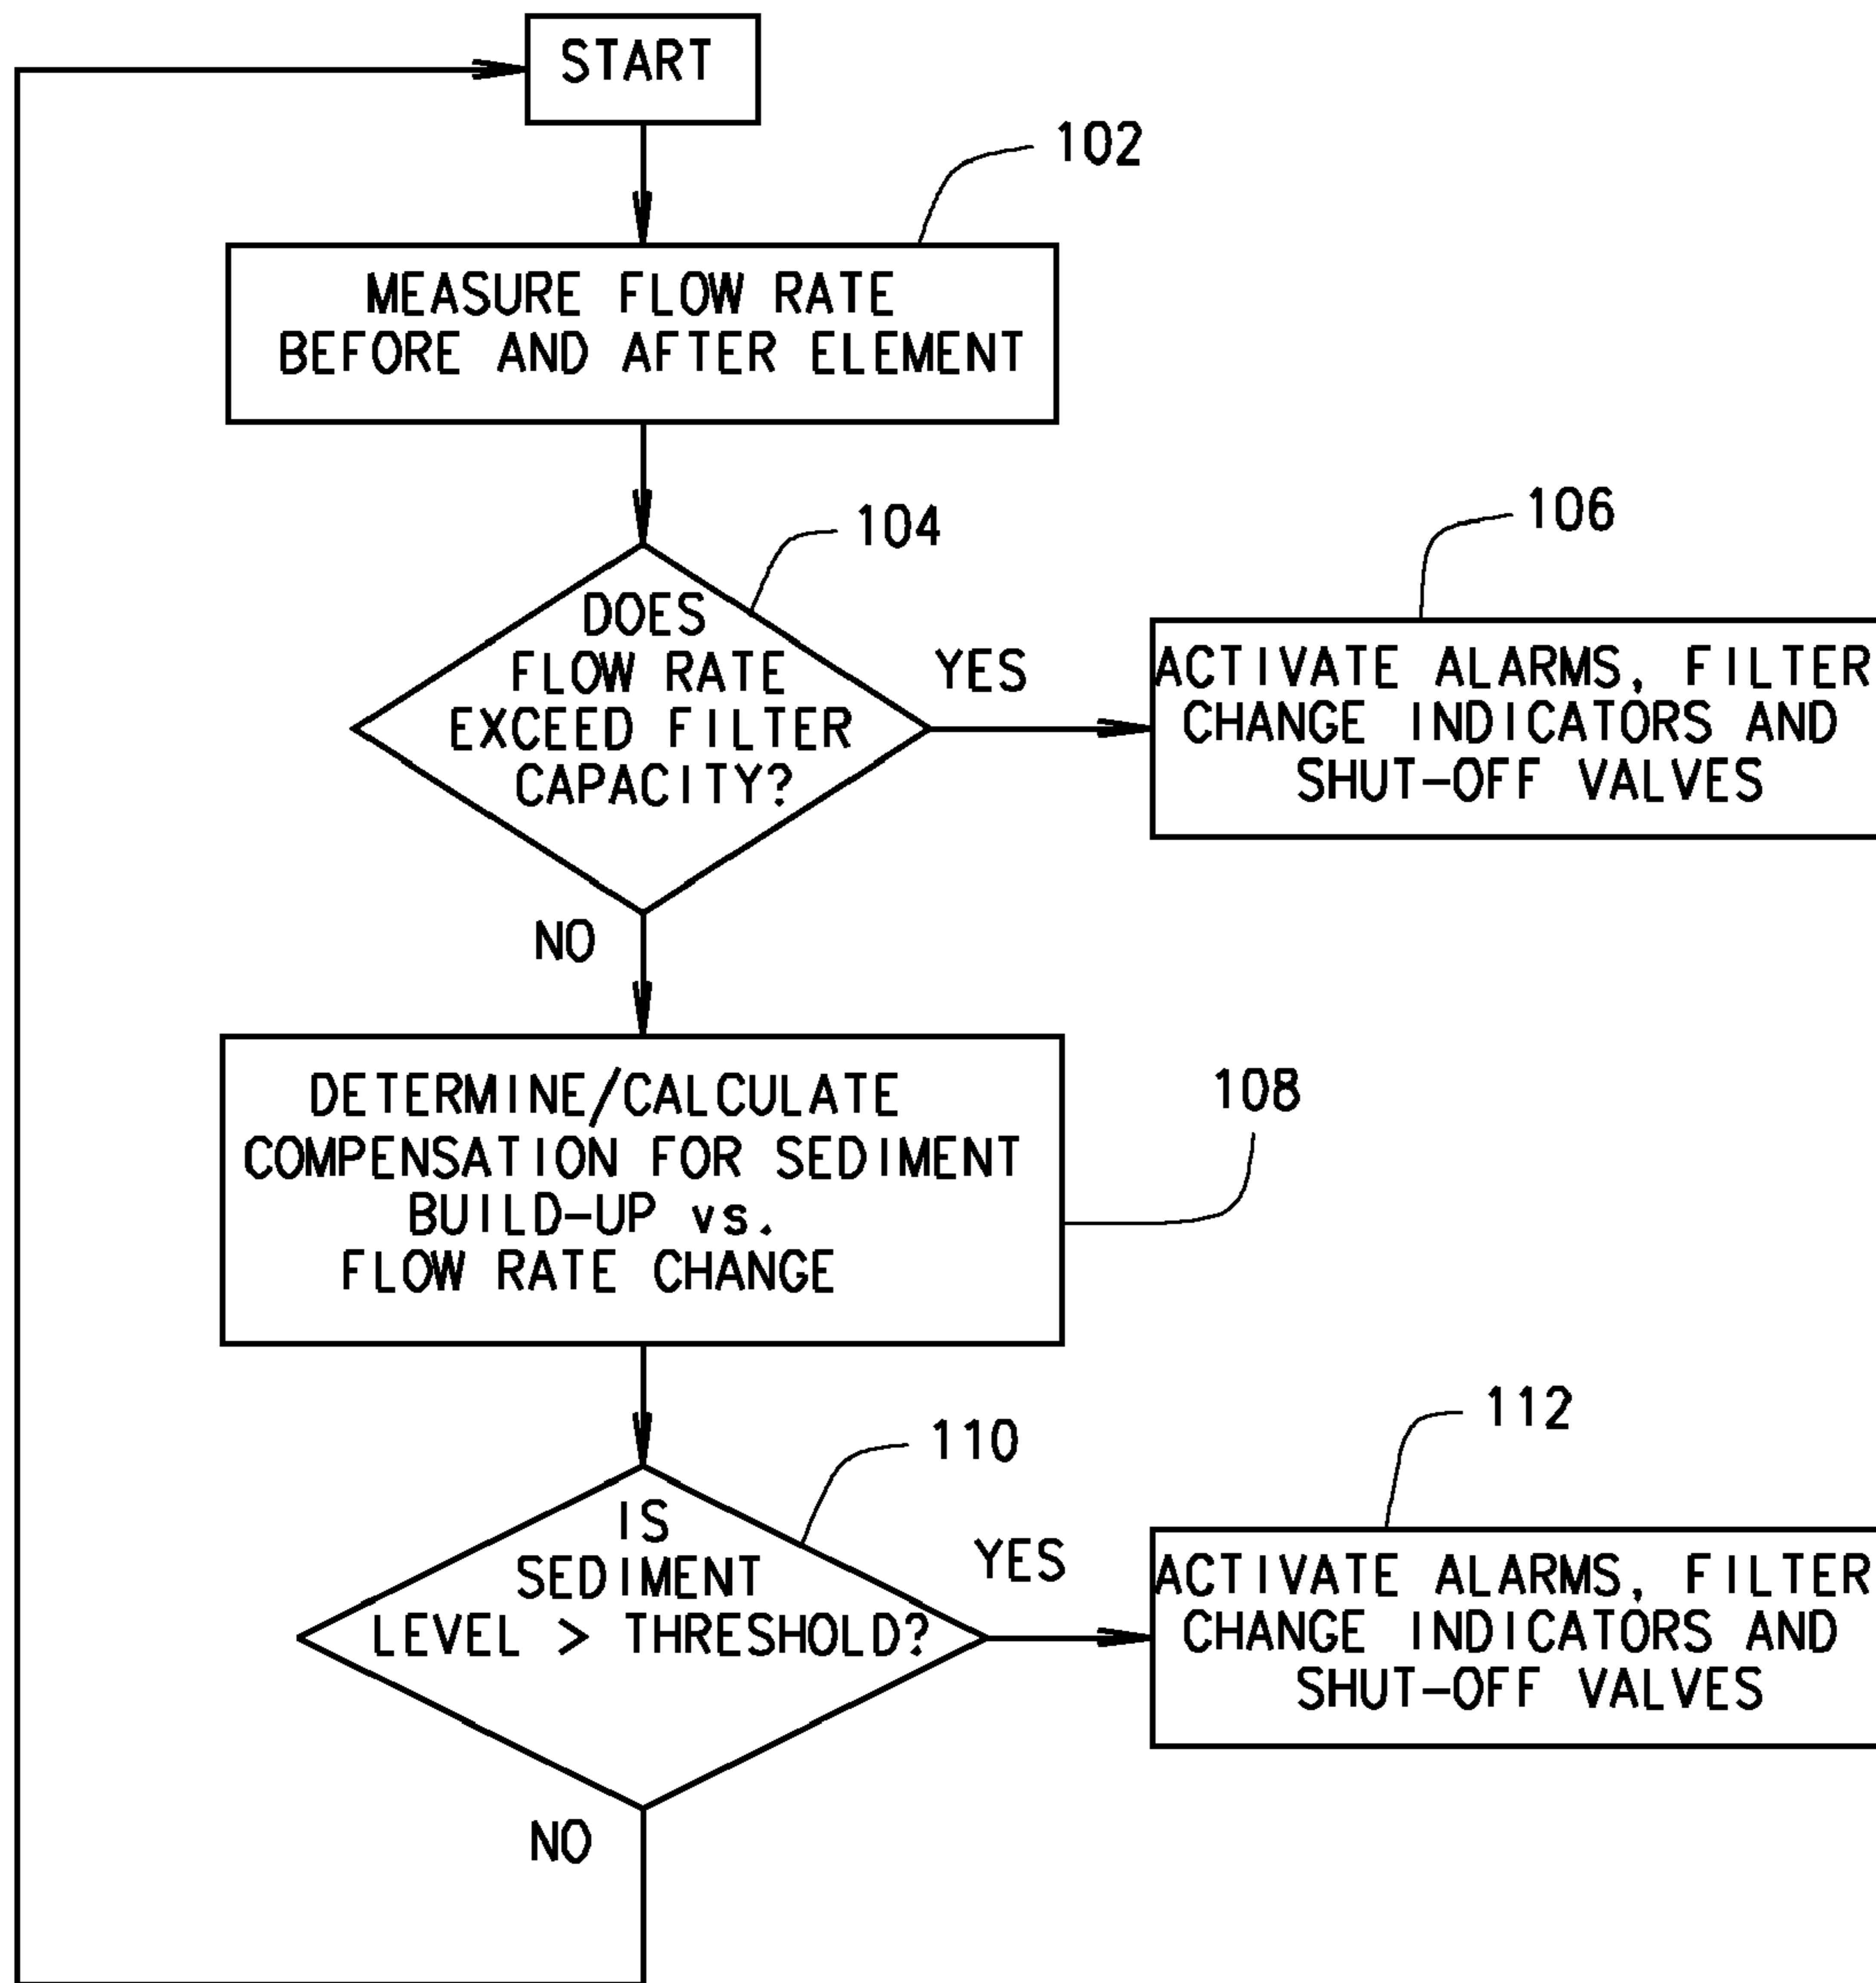 START
102
MEASURE FLOW RATE
BEFORE AND AFTER ELEMENT
104
DOES
FLOW RATE
EXCEED FILTER
CAPACITY?
YES
106
ACTIVATE ALARMS, FILTER
CHANGE INDICATORS AND
SHUT-OFF VALVES
NO
DETERMINE/CALCULATE
COMPENSATION FOR SEDIMENT
BUILD-UP vs.
FLOW RATE CHANGE
108
110
IS
SEDIMENT
LEVEL > THRESHOLD?
YES
112
ACTIVATE ALARMS, FILTER
CHANGE INDICATORS AND
SHUT-OFF VALVES
NO